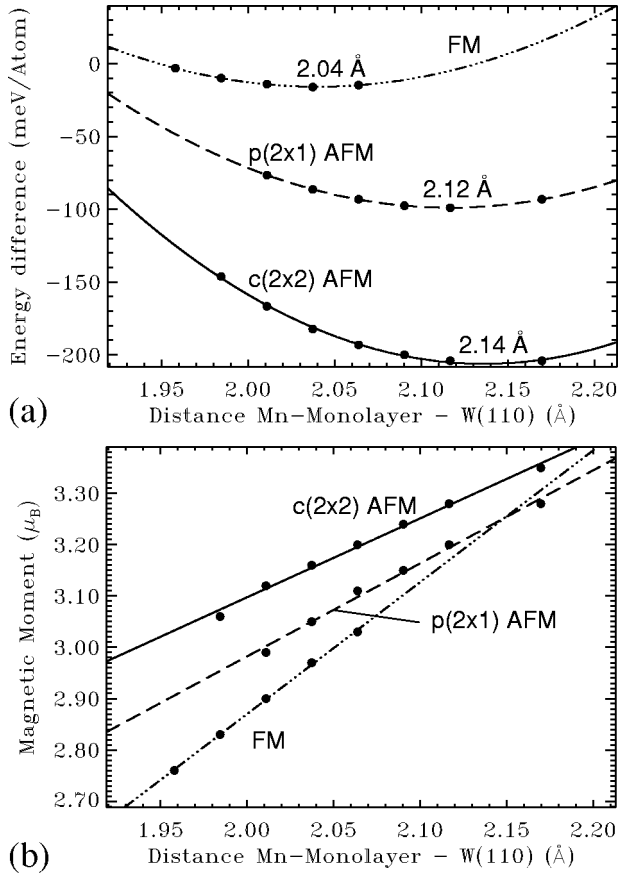 FM
0
2.04 Å
p(2x1) AFM
−50
2.12 Å
−100
c(2x2) AFM
−150
2.14 Å
−200
Energy difference (meV/Atom)
1.95 2.00 2.05 2.10 2.15 2.20
(a) Distance Mn−Monolayer − W(110) (Å)
3.30
c(2x2) AFM
3.20
3.10
p(2x1) AFM
3.00
2.90
FM
2.80
2.70
Magnetic Moment (μB)
1.95 2.00 2.05 2.10 2.15 2.20
(b) Distance Mn−Monolayer − W(110) (Å)